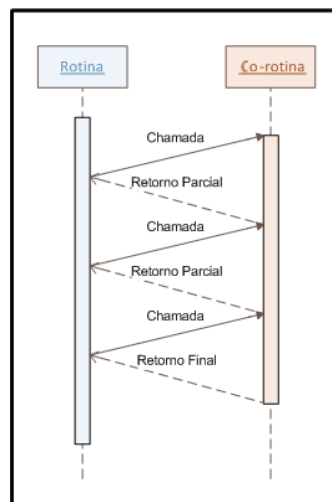 Rotina
Co-rotina
Chamada
Retorno Parcial
Chamada
Retorno Parcial
Chamada
Retorno Final